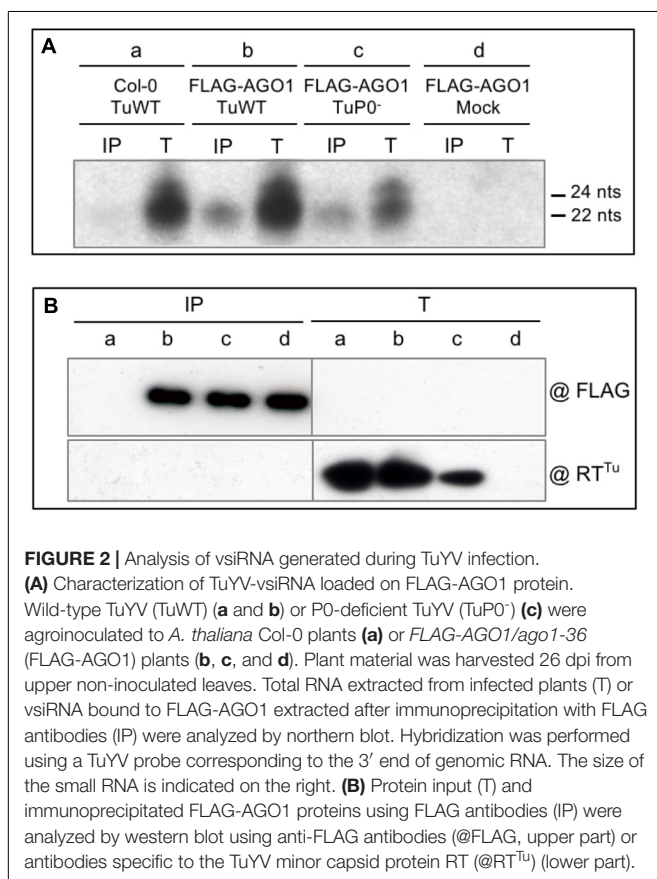 A
a b c d
Col-0 FLAG-AGO1 FLAG-AGO1 FLAG-AGO1
TuWT TuWT TuP0⁻ Mock
IP T IP T IP T IP T
24 nts
22 nts
B
IP T
a b c d a b c d
@ FLAG
@ RTᵀᵘ
FIGURE 2 | Analysis of vsiRNA generated during TuYV infection.
(A) Characterization of TuYV-vsiRNA loaded on FLAG-AGO1 protein.
Wild-type TuYV (TuWT) (a and b) or P0-deficient TuYV (TuP0⁻) (c) were
agroinoculated to A. thaliana Col-0 plants (a) or FLAG-AGO1/ago1-36
(FLAG-AGO1) plants (b, c, and d). Plant material was harvested 26 dpi from
upper non-inoculated leaves. Total RNA extracted from infected plants (T) or
vsiRNA bound to FLAG-AGO1 extracted after immunoprecipitation with FLAG
antibodies (IP) were analyzed by northern blot. Hybridization was performed
using a TuYV probe corresponding to the 3′ end of genomic RNA. The size of
the small RNA is indicated on the right. (B) Protein input (T) and
immunoprecipitated FLAG-AGO1 proteins using FLAG antibodies (IP) were
analyzed by western blot using anti-FLAG antibodies (@FLAG, upper part) or
antibodies specific to the TuYV minor capsid protein RT (@RTᵀᵘ) (lower part).